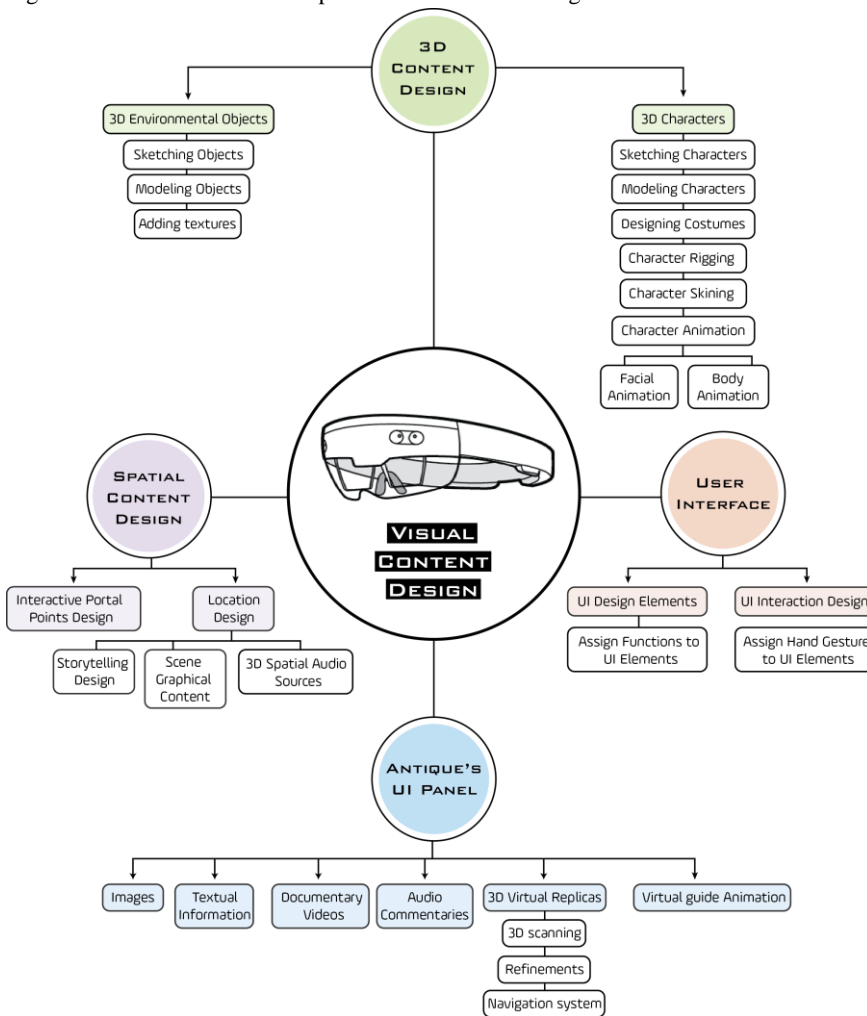 3D
CONTENT
DESIGN
3D Environmental Objects
Sketching Objects
Modeling Objects
Adding textures
3D Characters
Sketching Characters
Modeling Characters
Designing Costumes
Character Rigging
Character Skining
Character Animation
Facial
Animation
Body
Animation
SPATIAL
CONTENT
DESIGN
VISUAL
CONTENT
DESIGN
USER
INTERFACE
Interactive Portal
Points Design
Location
Design
Storytelling
Design
Scene
Graphical
Content
3D Spatial Audio
Sources
UI Design Elements
Assign Functions to
UI Elements
UI Interaction Design
Assign Hand Gesture
to UI Elements
ANTIQUE'S
UI PANEL
Images
Textual
Information
Documentary
Videos
Audio
Commentaries
3D Virtual Replicas
3D scanning
Refinements
Navigation system
Virtual guide Animation